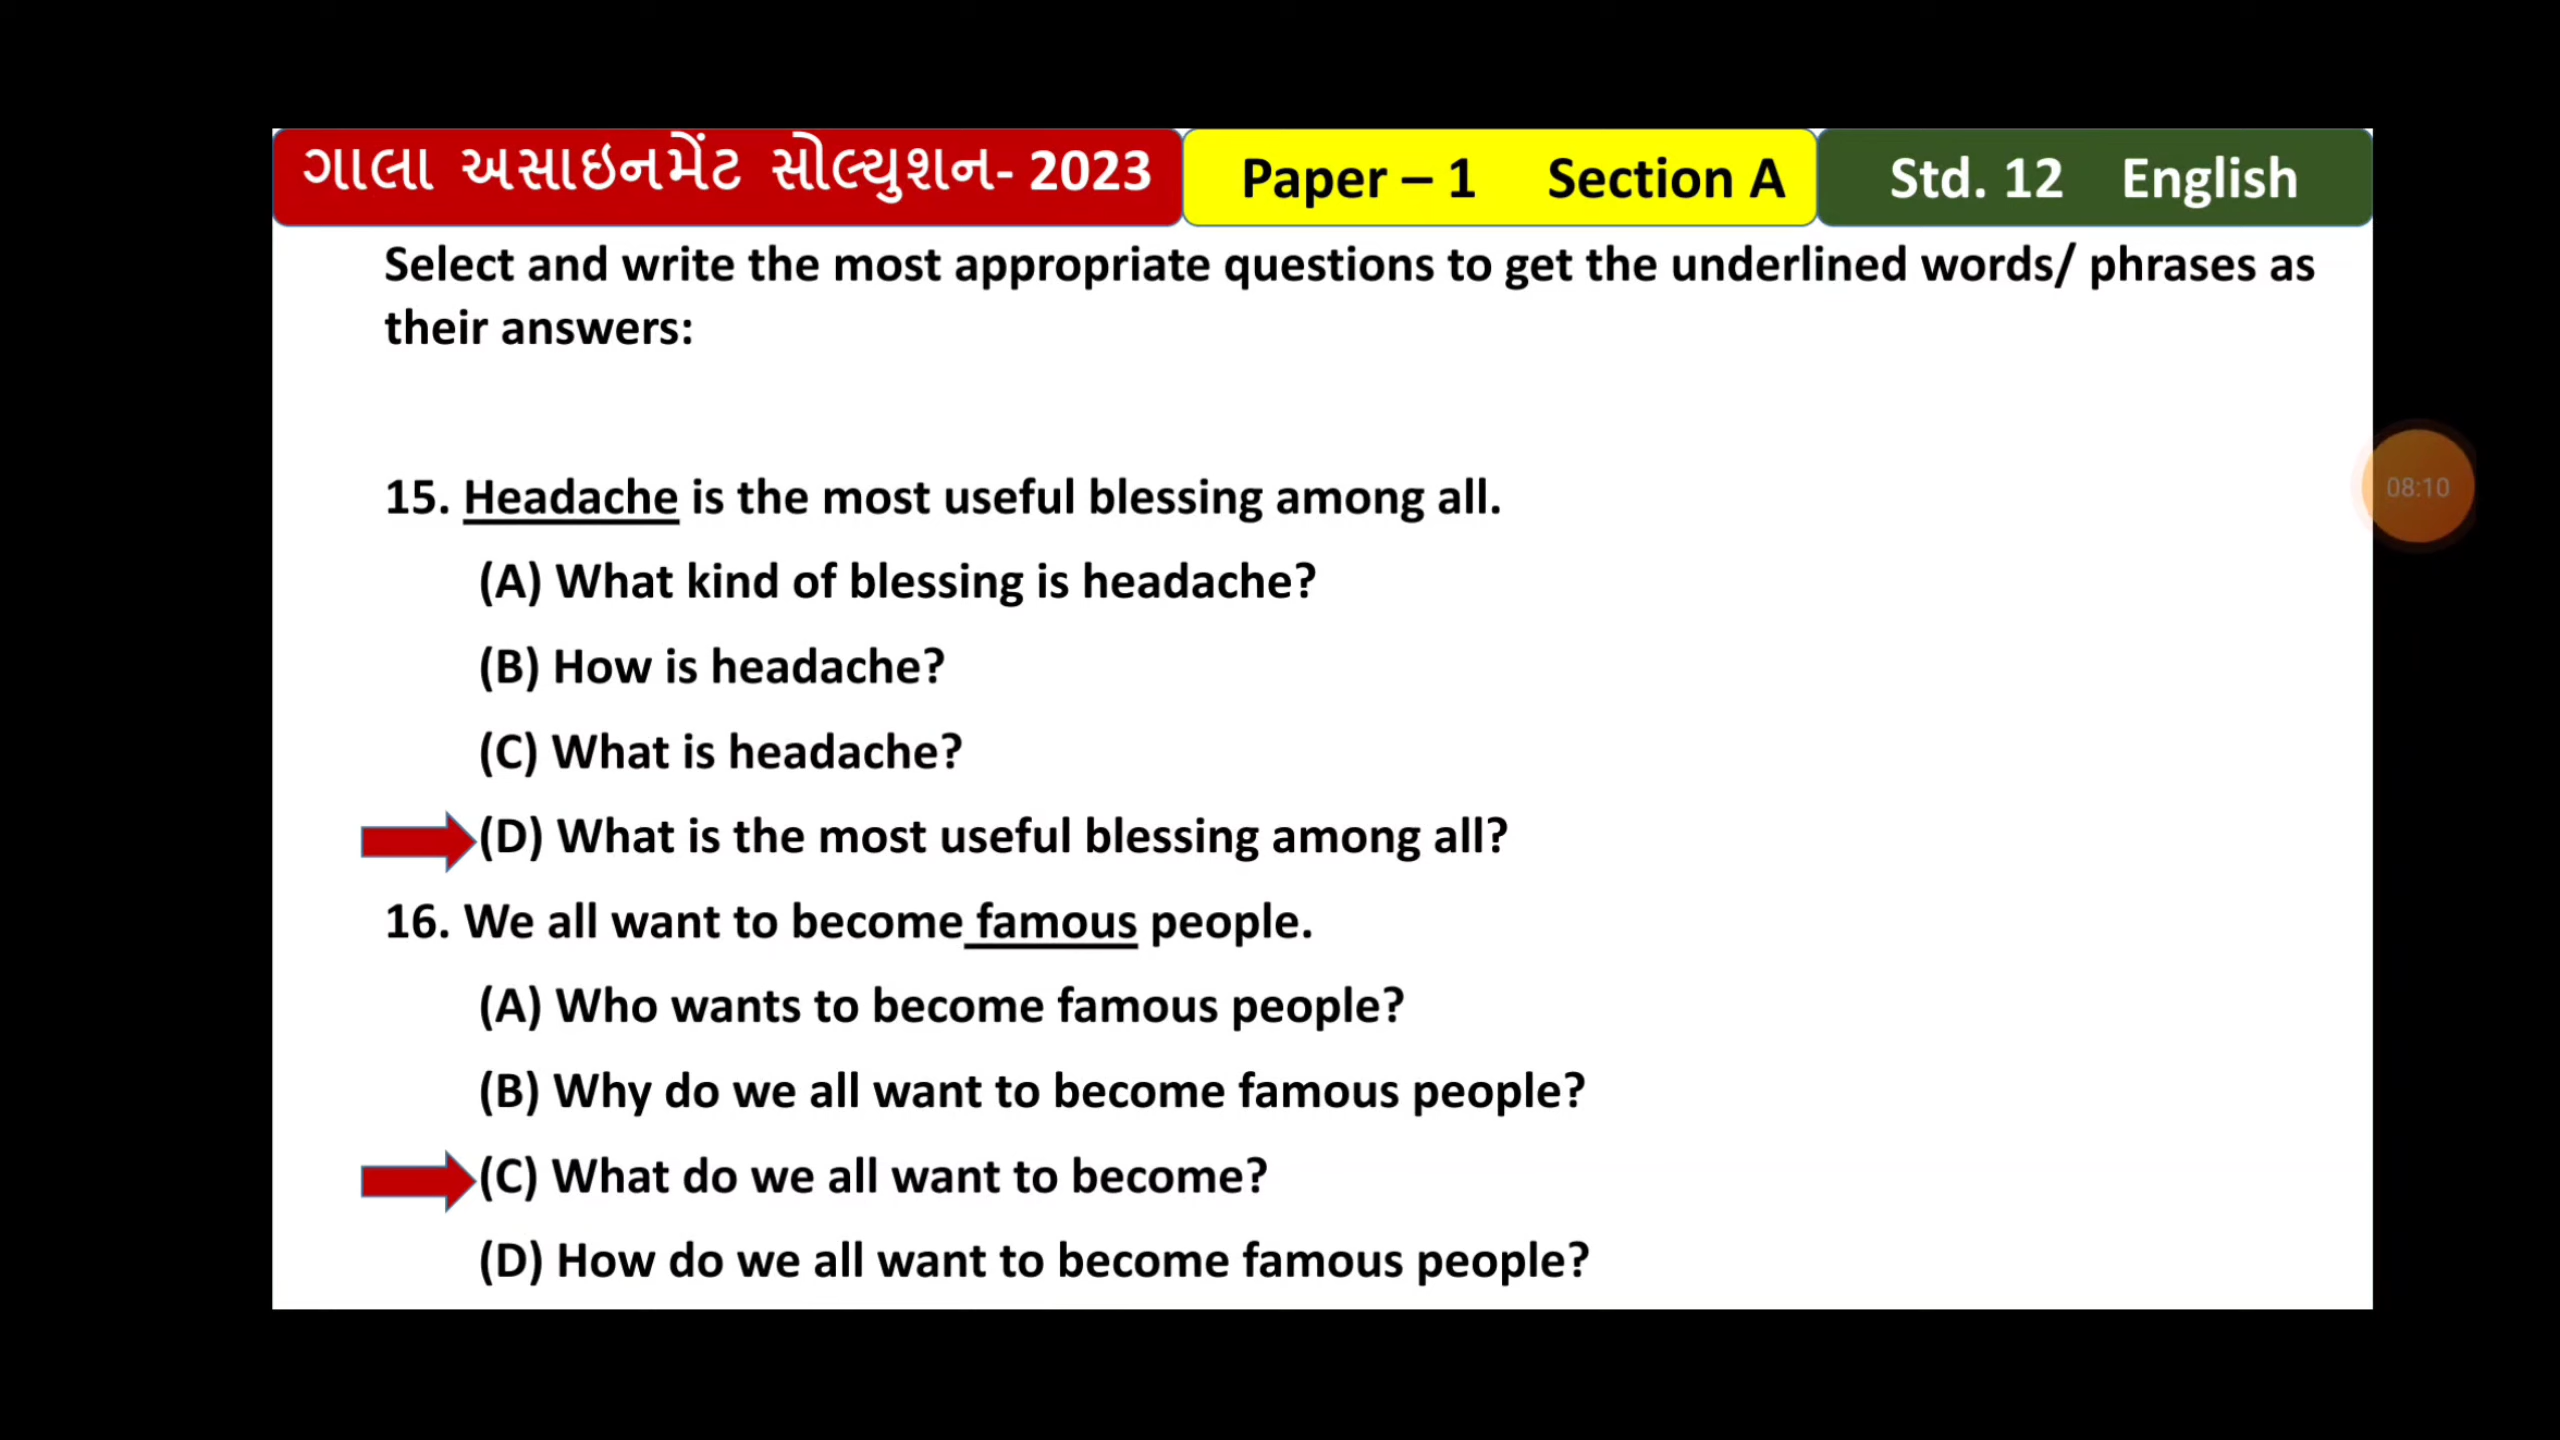 ગાલા અસાઇનમેંટ સોલ્યુશન- 2023 Paper – 1 Section A Std. 12 English
Select and write the most appropriate questions to get the underlined words/ phrases as
their answers:
15. Headache is the most useful blessing among all.
(A) What kind of blessing is headache?
(B) How is headache?
(C) What is headache?
(D) What is the most useful blessing among all?
16. We all want to become famous people.
(A) Who wants to become famous people?
(B) Why do we all want to become famous people?
(C) What do we all want to become?
(D) How do we all want to become famous people?
08:10